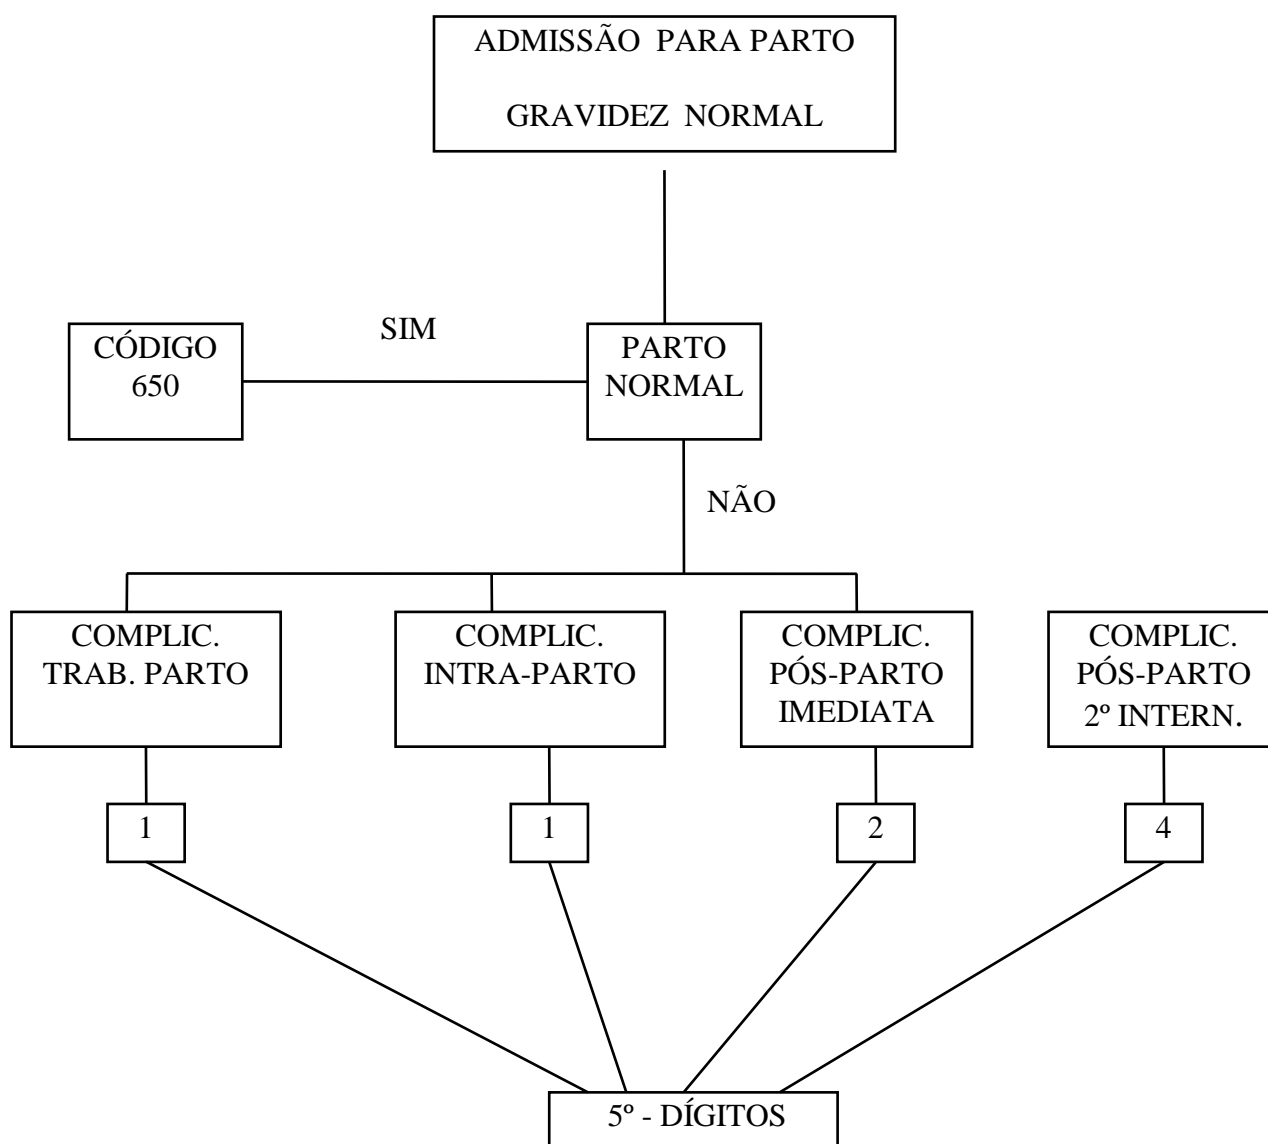 ADMISSÃO PARA PARTO
GRAVIDEZ NORMAL
SIM
CÓDIGO
650
PARTO
NORMAL
NÃO
COMPLIC.
TRAB. PARTO
COMPLIC.
INTRA-PARTO
COMPLIC.
PÓS-PARTO
IMEDIATA
COMPLIC.
PÓS-PARTO
2º INTERN.
1
1
2
4
5º - DÍGITOS